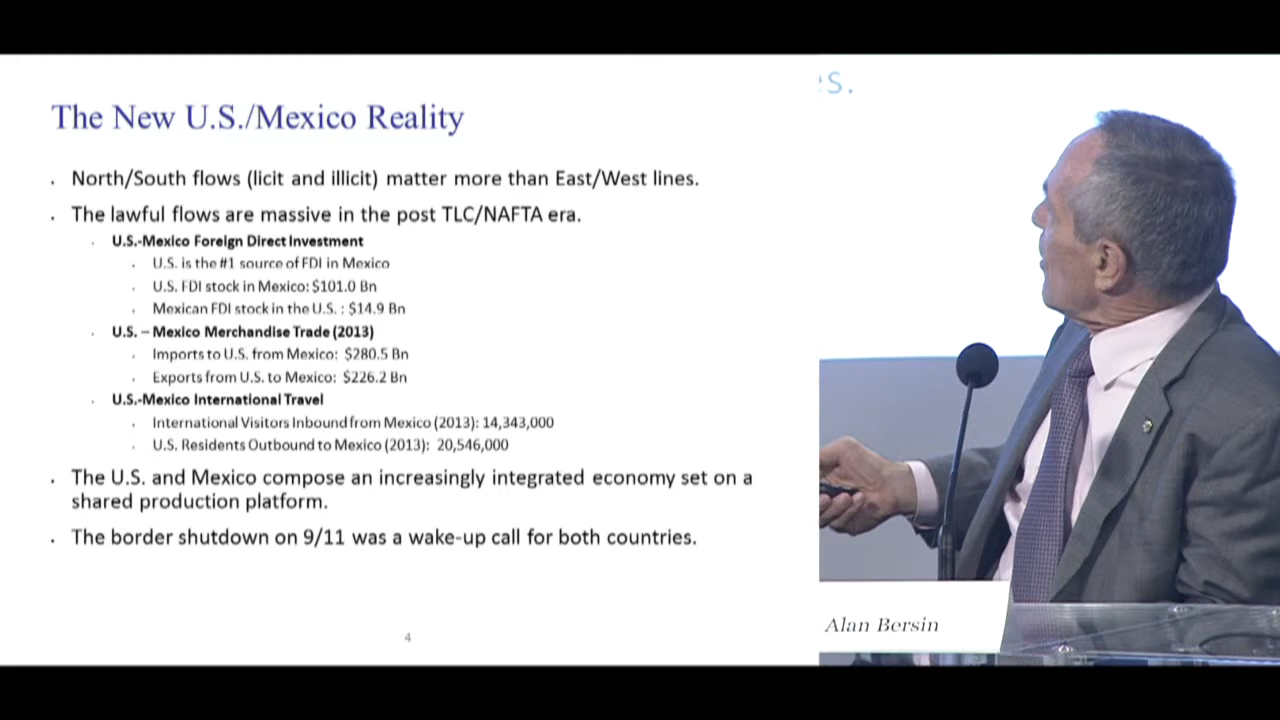 The New U.S./Mexico Reality
North/South flows (licit and illicit) matter more than East/West lines.
The lawful flows are massive in the post TLC/NAFTA era.
U.S.-Mexico Foreign Direct Investment
U.S. is the #1 source of FDI in Mexico
U.S. FDI stock in Mexico: $101.0 Bn
Mexican FDI stock in the U.S. : $14.9 Bn
U.S. – Mexico Merchandise Trade (2013)
Imports to U.S. from Mexico: $280.5 Bn
Exports from U.S. to Mexico: $226.2 Bn
U.S.-Mexico International Travel
International Visitors Inbound from Mexico (2013): 14,343,000
U.S. Residents Outbound to Mexico (2013): 20,546,000
The U.S. and Mexico compose an increasingly integrated economy set on a
shared production platform.
The border shutdown on 9/11 was a wake-up call for both countries.
4
Alan Bersin